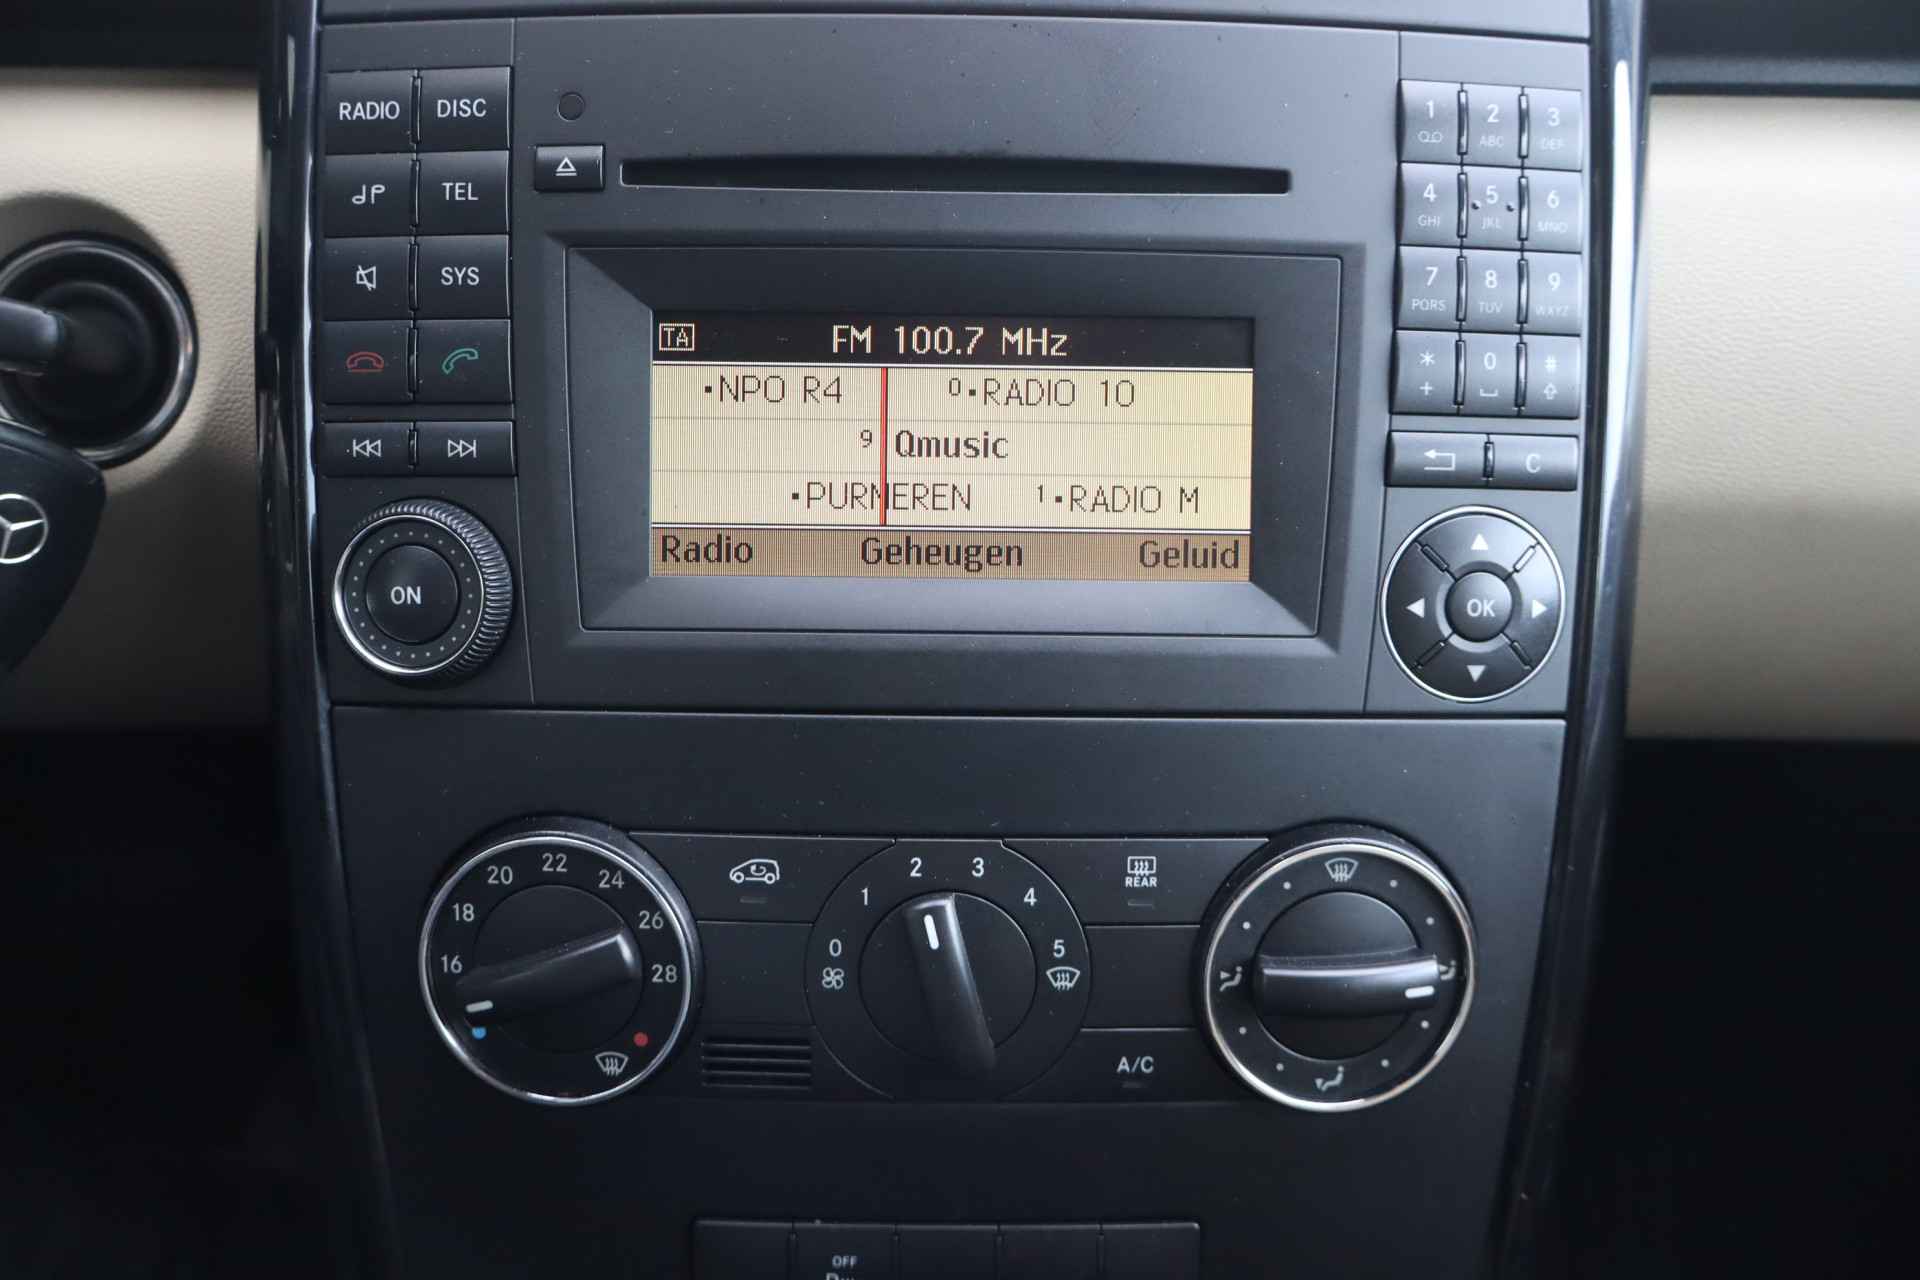 RADIO DISC
TEL
SYS
ON
TA FM 100.7 MHz
NPO R4 0 RADIO 10
9 Qmusic
PURMEREN 1 RADIO M
Radio Geheugen Geluid
1 2 3
ABC DEF
4 5 6
GHI JKL MNO
7 8 9
PQRS TUV WXYZ
* 0 #
+
C
OK
16 18 20 22 24 26 28
0 1 2 3 4 5
REAR
A/C
OFF